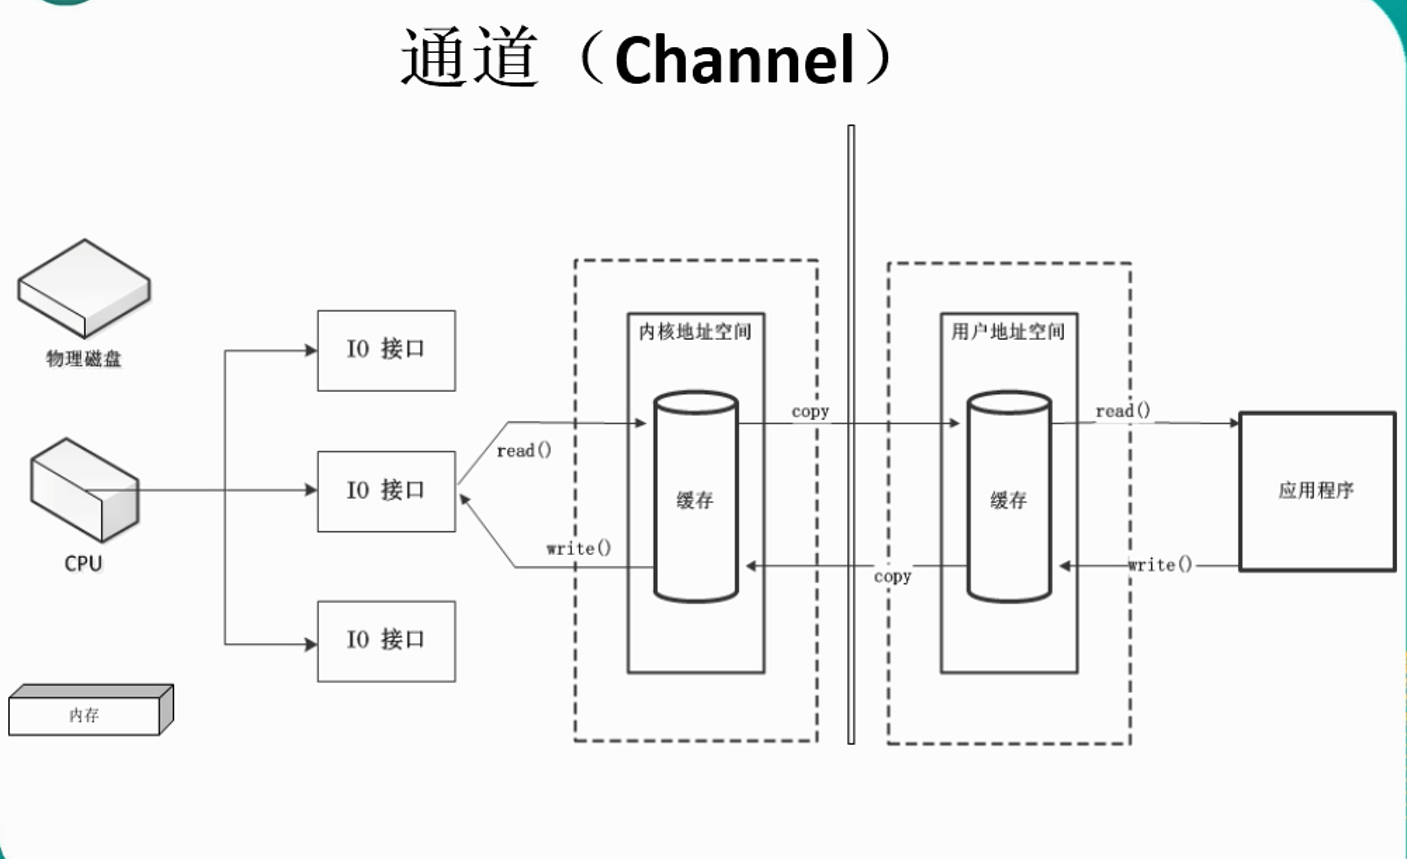 通道（Channel）
物理磁盘
CPU
内存
IO 接口
IO 接口
IO 接口
read()
write()
内核地址空间
缓存
copy
copy
用户地址空间
缓存
read()
write()
应用程序